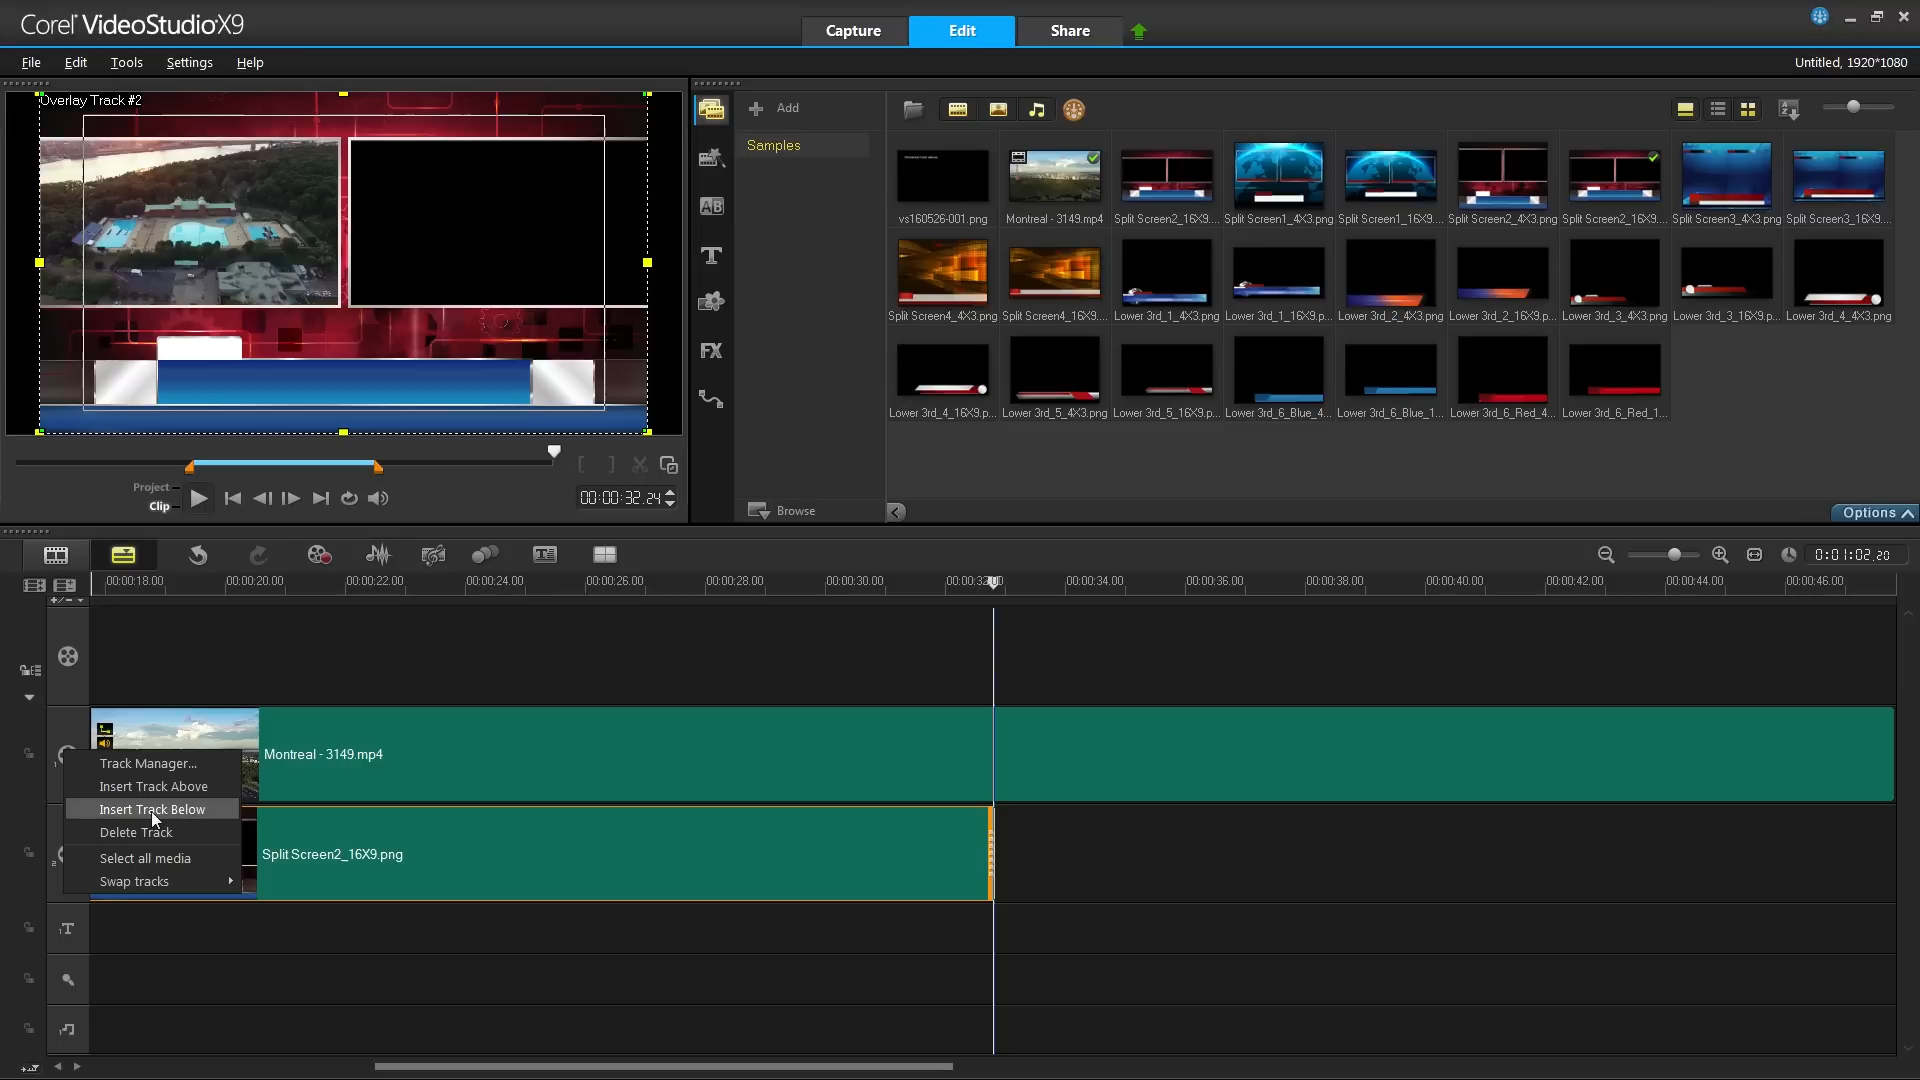 Corel VideoStudio X9
Capture
Edit
Share
File
Edit
Tools
Settings
Help
Untitled, 1920*1080
Overlay Track #2
Add
Samples
Browse
vs160526-001.png
Montreal - 3149.mp4
Split Screen2_16X9....
Split Screen1_4X3.png
Split Screen1_16X9....
Split Screen2_4X3.png
Split Screen2_16X9....
Split Screen3_4X3.png
Split Screen3_16X9....
Split Screen4_4X3.png
Split Screen4_16X9....
Lower 3rd_1_4X3.png
Lower 3rd_1_16X9.p...
Lower 3rd_2_4X3.png
Lower 3rd_2_16X9.p...
Lower 3rd_3_4X3.png
Lower 3rd_3_16X9.p...
Lower 3rd_4_4X3.png
Lower 3rd_4_16X9.p...
Lower 3rd_5_4X3.png
Lower 3rd_5_16X9.p...
Lower 3rd_6_Blue_4...
Lower 3rd_6_Blue_1...
Lower 3rd_6_Red_4...
Lower 3rd_6_Red_1...
AB
T
FX
Project
Clip
00:00:32.24
Options
0:01:02.20
00:00:18.00
00:00:20.00
00:00:22.00
00:00:24.00
00:00:26.00
00:00:28.00
00:00:30.00
00:00:34.00
00:00:36.00
00:00:38.00
00:00:40.00
00:00:42.00
00:00:44.00
00:00:46.00
Montreal - 3149.mp4
Track Manager...
Insert Track Above
Insert Track Below
Delete Track
Select all media
Swap tracks
Split Screen2_16X9.png